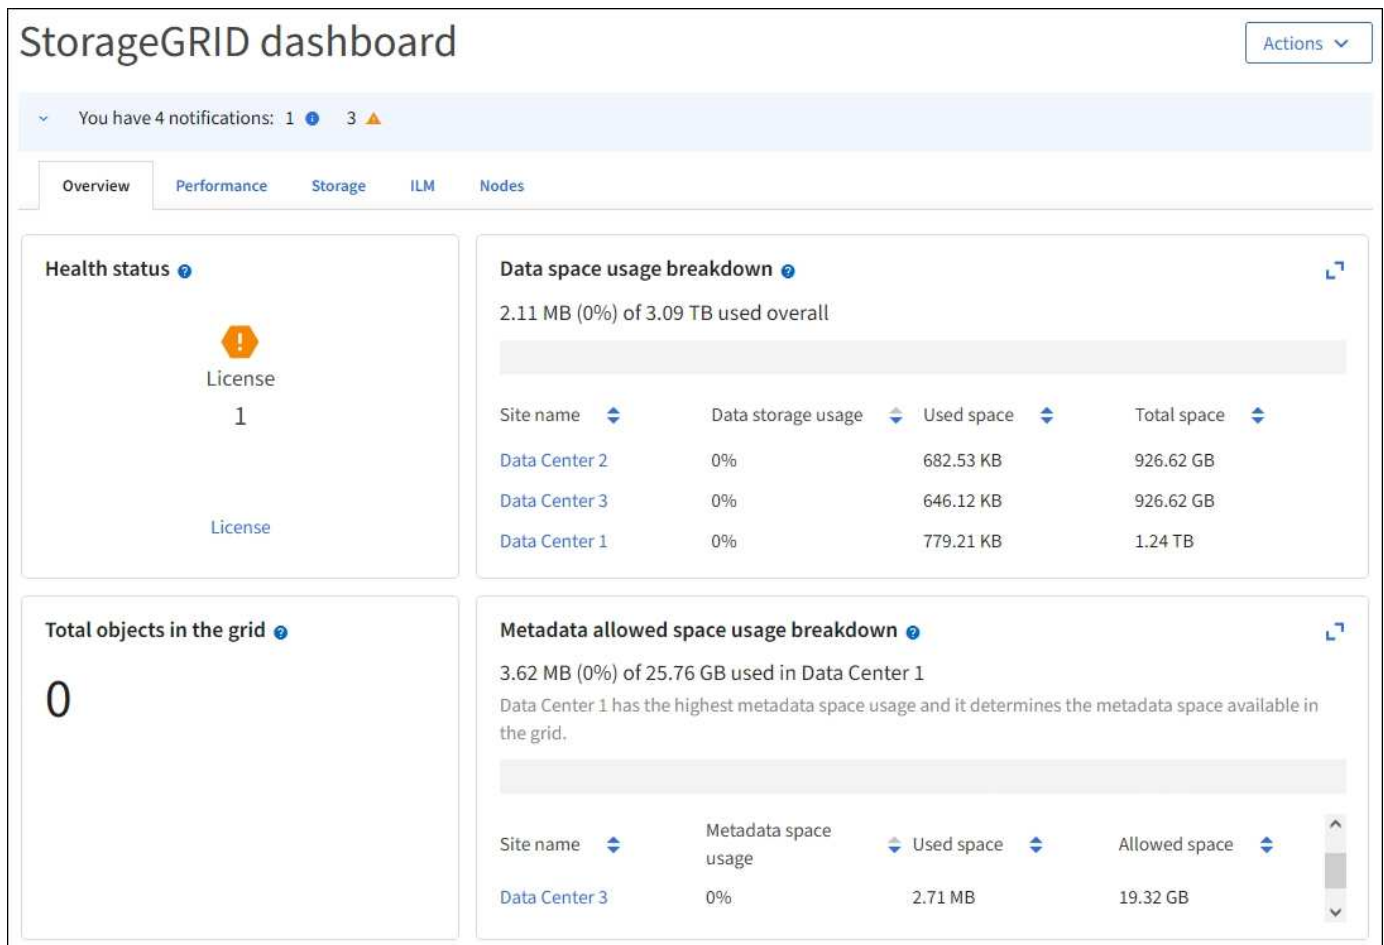 StorageGRID dashboard
Actions
You have 4 notifications: 1 3
Overview Performance Storage ILM Nodes
Health status
License
1
License
Data space usage breakdown
2.11 MB (0%) of 3.09 TB used overall
Site name Data storage usage Used space Total space
Data Center 2 0% 682.53 KB 926.62 GB
Data Center 3 0% 646.12 KB 926.62 GB
Data Center 1 0% 779.21 KB 1.24 TB
Total objects in the grid
0
Metadata allowed space usage breakdown
3.62 MB (0%) of 25.76 GB used in Data Center 1
Data Center 1 has the highest metadata space usage and it determines the metadata space available in
the grid.
Site name Metadata space usage Used space Allowed space
Data Center 3 0% 2.71 MB 19.32 GB